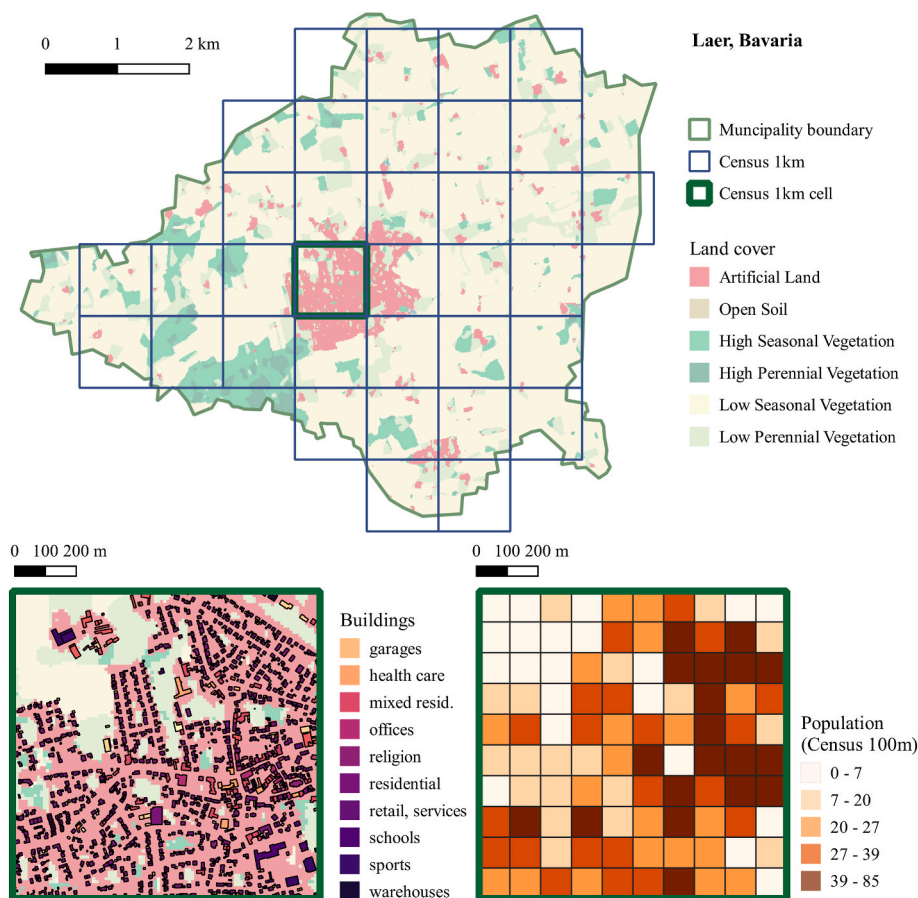 0 1 2 km
Laer, Bavaria
Muncipality boundary
Census 1km
Census 1km cell
Land cover
Artificial Land
Open Soil
High Seasonal Vegetation
High Perennial Vegetation
Low Seasonal Vegetation
Low Perennial Vegetation
0 100 200 m
Buildings
garages
health care
mixed resid.
offices
religion
residential
retail, services
schools
sports
warehouses
0 100 200 m
Population
(Census 100m)
0 - 7
7 - 20
20 - 27
27 - 39
39 - 85